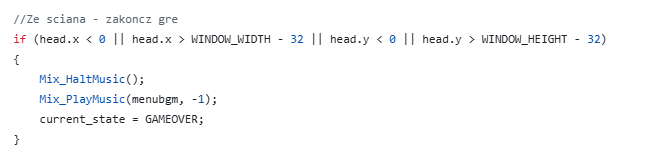 //Ze sciana - zakoncz gre
if (head.x < 0 || head.x > WINDOW_WIDTH - 32 || head.y < 0 || head.y > WINDOW_HEIGHT - 32)
{
    Mix_HaltMusic();
    Mix_PlayMusic(menubgm, -1);
    current_state = GAMEOVER;
}